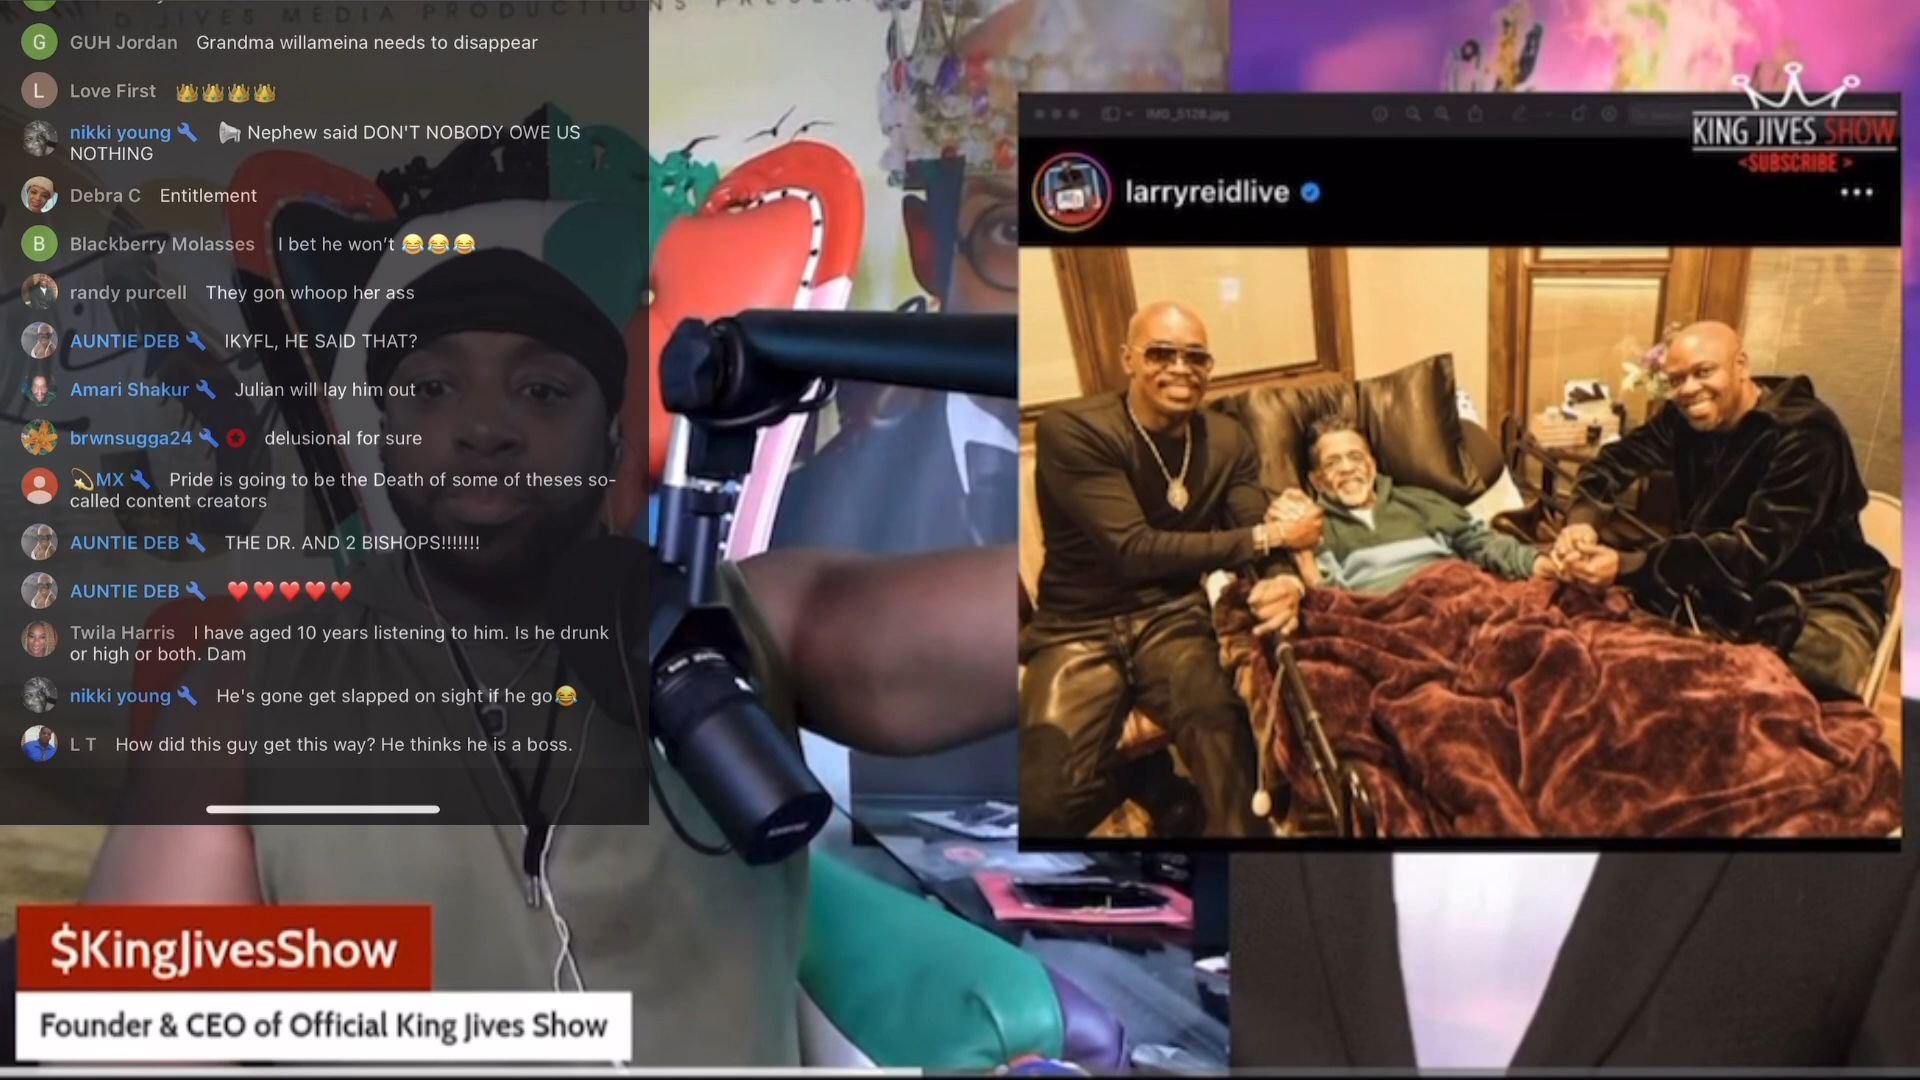 D JIVES MEDIA PRODUCTIONS PRES
GUH Jordan Grandma willameina needs to disappear
Love First 👑👑👑👑
nikki young 🔧 📢 Nephew said DON'T NOBODY OWE US
NOTHING
Debra C Entitlement
Blackberry Molasses I bet he won’t 😂😂😂
randy purcell They gon whoop her ass
AUNTIE DEB 🔧 IKYFL, HE SAID THAT?
Amari Shakur 🔧 Julian will lay him out
brwnsugga24 🔧 delusional for sure
💫MX 🔧 Pride is going to be the Death of some of theses so-
called content creators
AUNTIE DEB 🔧 THE DR. AND 2 BISHOPS!!!!!!!
AUNTIE DEB 🔧 ❤️❤️❤️❤️❤️
Twila Harris I have aged 10 years listening to him. Is he drunk
or high or both. Dam
nikki young 🔧 He's gone get slapped on sight if he go😂
L T How did this guy get this way? He thinks he is a boss.
$KingJivesShow
Founder & CEO of Official King Jives Show
IMG_5128.jpg
KING JIVES SHOW
<SUBSCRIBE >
larryreidlive